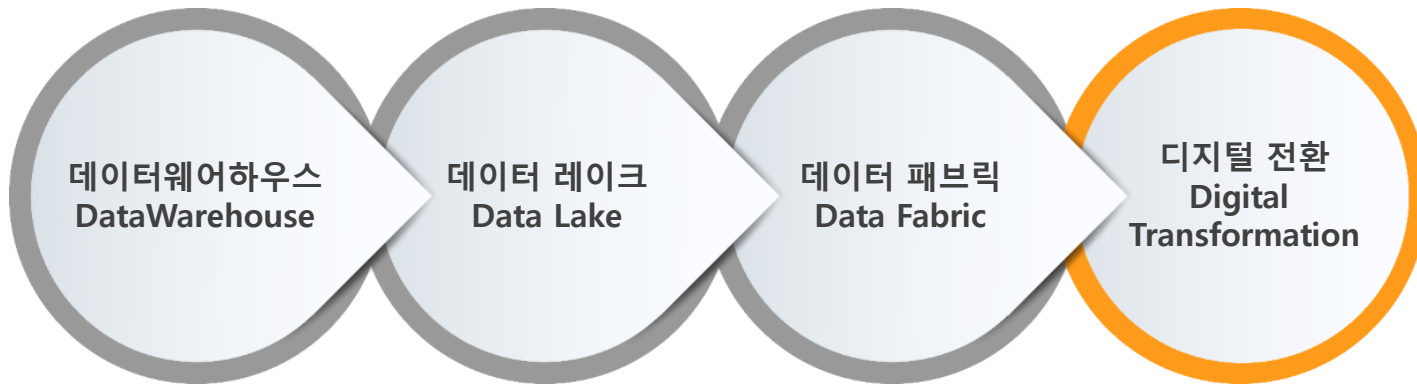 데이터웨어하우스
DataWarehouse
데이터 레이크
Data Lake
데이터 패브릭
Data Fabric
디지털 전환
Digital
Transformation